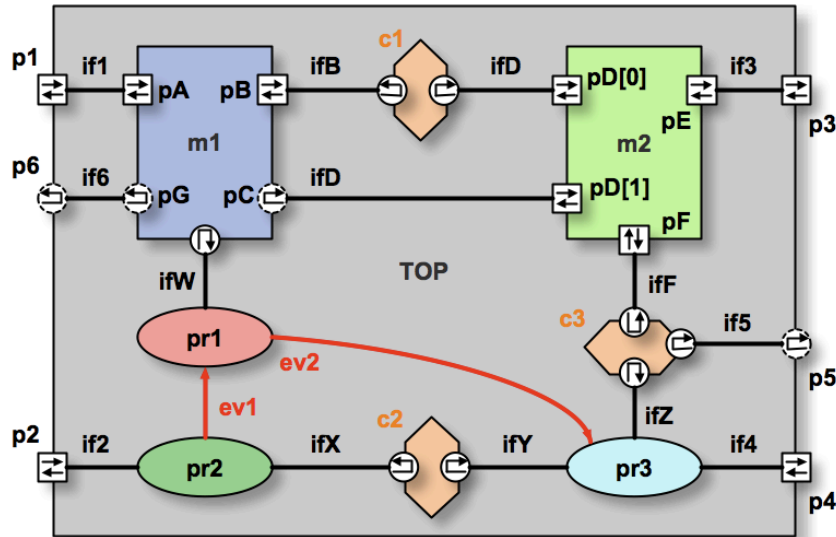 c1
p1 if1 ifB ifD if3
pA pB pD[0] pE p3
m1 m2
p6 if6 pG pC ifD pD[1]
pF
TOP
ifW ifF
c3 if5
pr1
ev2 p5
ev1 c2 ifZ
p2 if2 ifX ifY if4
pr2 pr3
p4